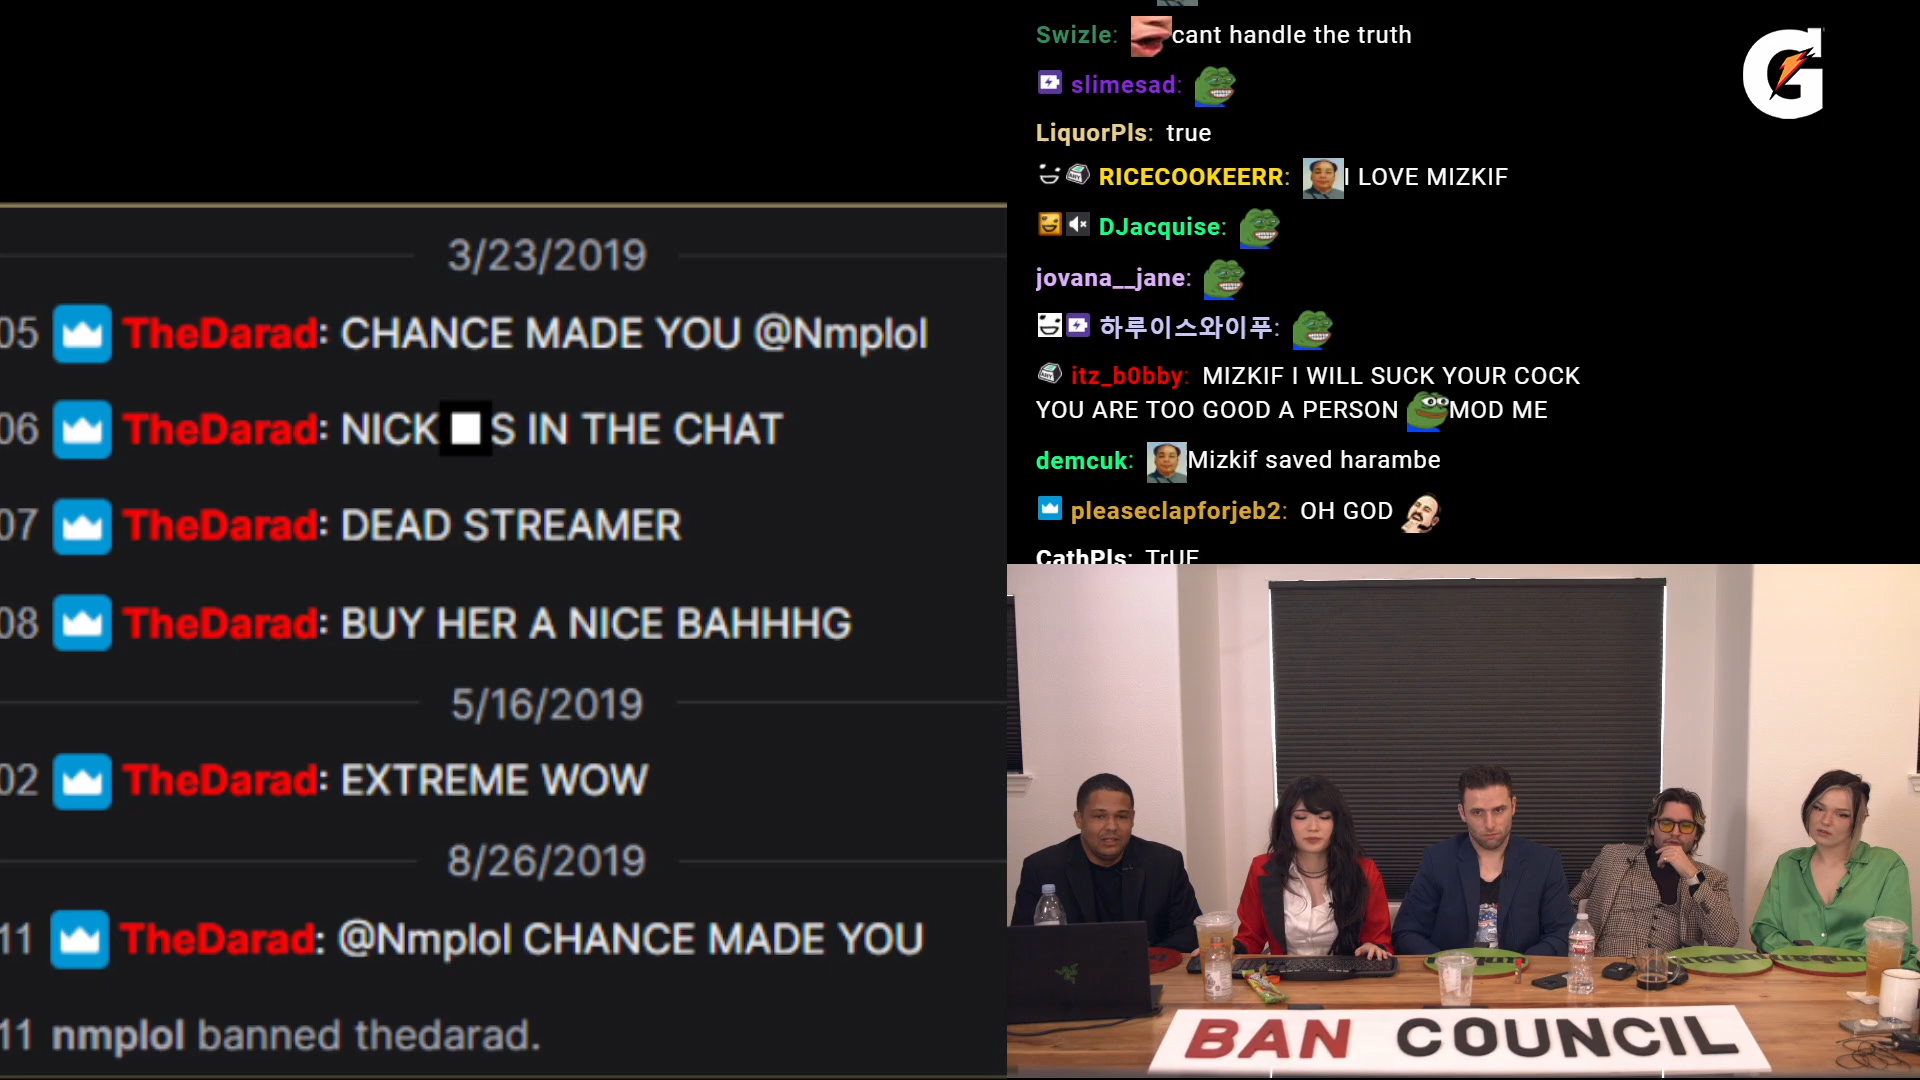 3/23/2019
05 TheDarad: CHANCE MADE YOU @Nmplol
06 TheDarad: NICK S IN THE CHAT
07 TheDarad: DEAD STREAMER
08 TheDarad: BUY HER A NICE BAHHHG
5/16/2019
02 TheDarad: EXTREME WOW
8/26/2019
11 TheDarad: @Nmplol CHANCE MADE YOU
11 nmplol banned thedarad.
Swizle: cant handle the truth
slimesad:
LiquorPls: true
RICECOOKEERR: I LOVE MIZKIF
DJacquise:
jovana__jane:
하루이스와이푸:
itz_b0bby: MIZKIF I WILL SUCK YOUR COCK
YOU ARE TOO GOOD A PERSON MOD ME
demcuk: Mizkif saved harambe
pleaseclapforjeb2: OH GOD
CathPls: TrUE
G
BAN COUNCIL